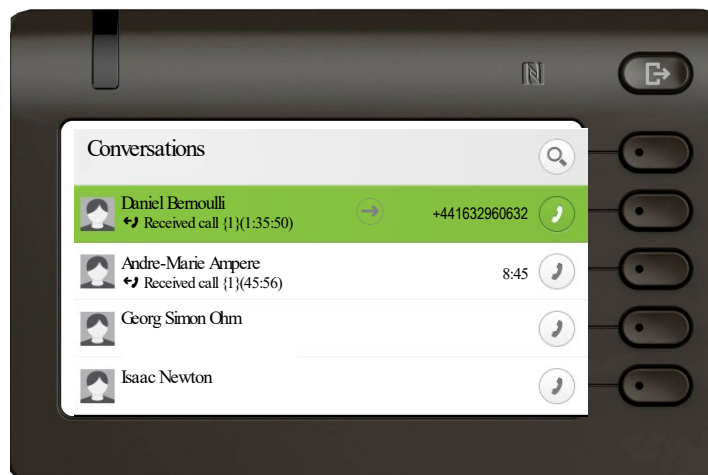 Conversations
Daniel Bernoulli
Received call {1}(1:35:50)
+441632960632
Andre-Marie Ampere
Received call {1}(45:56)
8:45
Georg Simon Ohm
Isaac Newton